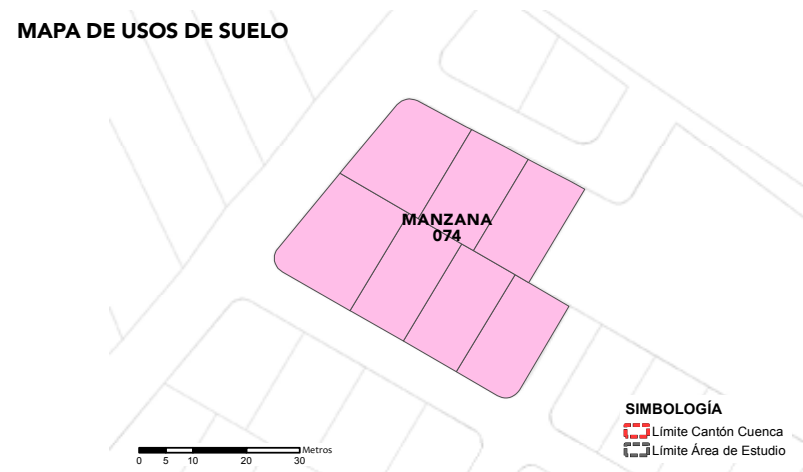 MAPA DE USOS DE SUELO
MANZANA
074
SIMBOLOGÍA
Límite Cantón Cuenca
Límite Área de Estudio
Metros
0 5 10 20 30